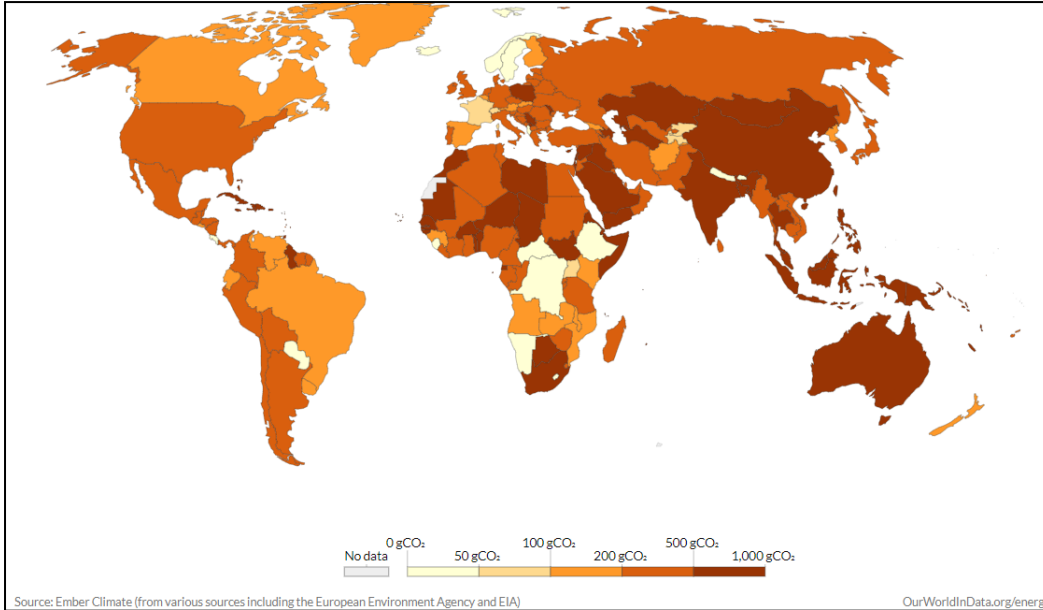 0 gCO₂ 100 gCO₂ 500 gCO₂
No data 50 gCO₂ 200 gCO₂ 1,000 gCO₂
Source: Ember Climate (from various sources including the European Environment Agency and EIA) OurWorldInData.org/energ